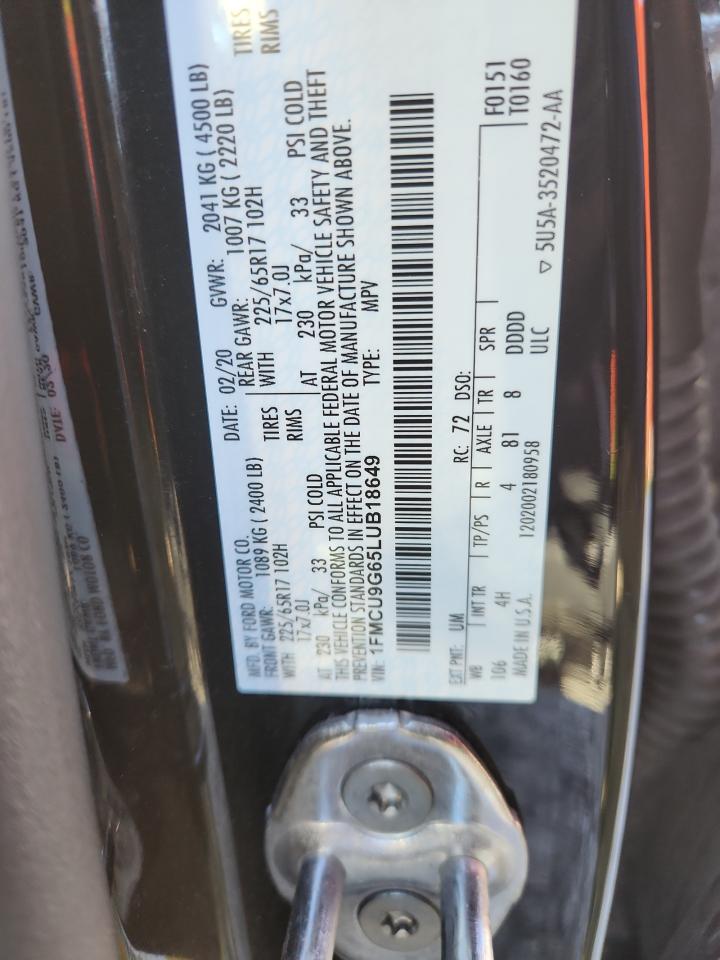 MFD. BY FORD MOTOR CO. DATE: 02/20 GVWR: 2041 KG ( 4500 LB)
FRONT GAWR: 1089 KG (2400 LB) REAR GAWR: 1007 KG ( 2220 LB)
WITH 225/65R17 102H TIRES WITH 225/65R17 102H TIRES
17x7.0J RIMS 17x7.0J RIMS
AT 230 kPa/ 33 PSI COLD AT 230 kPa/ 33 PSI COLD
THIS VEHICLE CONFORMS TO ALL APPLICABLE FEDERAL MOTOR VEHICLE SAFETY AND THEFT
PREVENTION STANDARDS IN EFFECT ON THE DATE OF MANUFACTURE SHOWN ABOVE.
VIN: 1FMCU9G65LUB18649 TYPE: MPV
EXT PNT: UM RC: 72 DSO: F0151
WB INT TR TP/PS R AXLE TR SPR T0160
106 4H 4 81 8 DDDD
MADE IN U.S.A. 1202002180958 ULC
▽ 5U5A-3520472-AA